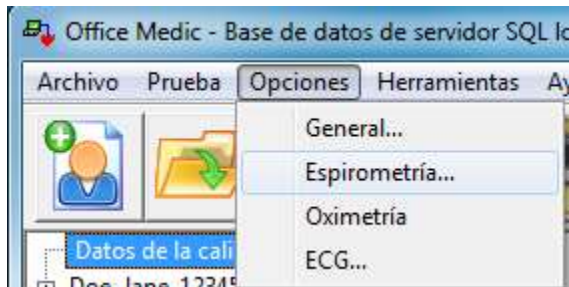 Office Medic - Base de datos de servidor SQL
Archivo Prueba Opciones Herramientas
General...
Espirometría...
Oximetría
Datos de la cali
ECG...